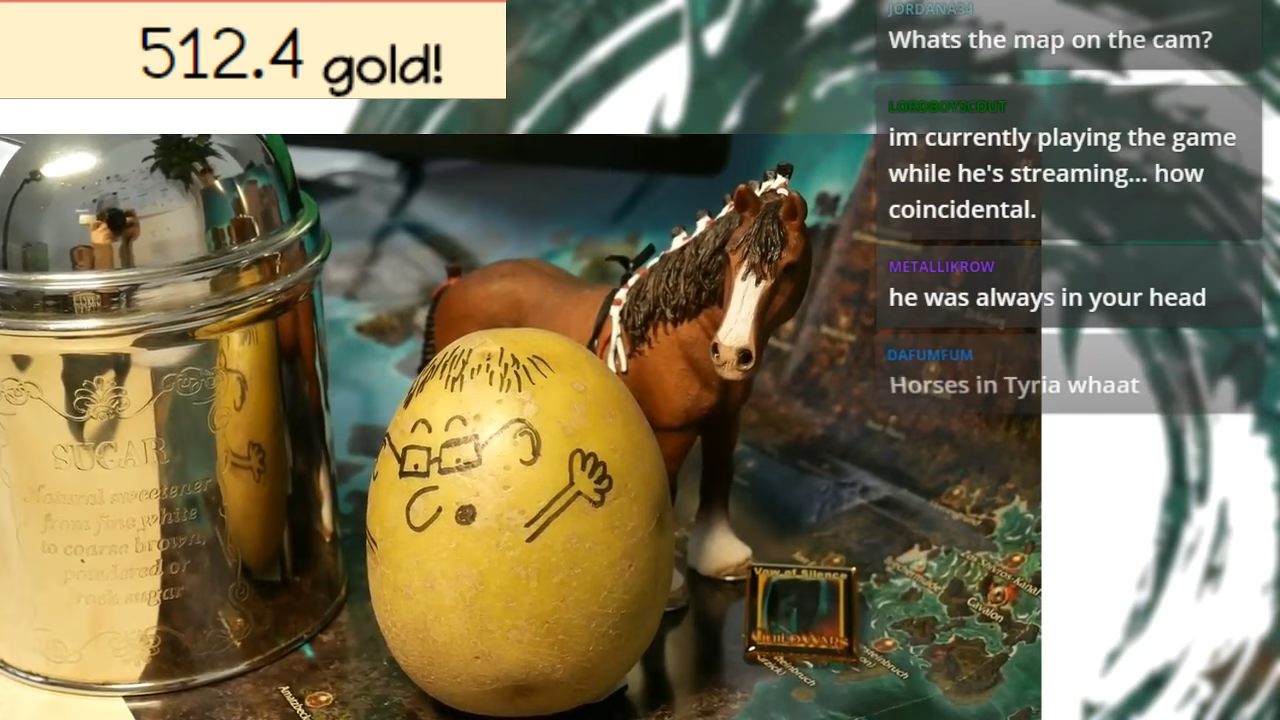 512.4 gold!
JORDANA34
Whats the map on the cam?
LORDBOYSCOUT
im currently playing the game
while he's streaming... how
coincidental.
METALLIKROW
he was always in your head
DAFUMFUM
Horses in Tyria whaat
SUGAR
Natural sweetener
from fine white
to coarse brown,
powdered or
rock sugar
Vow of Silence
Cavalon